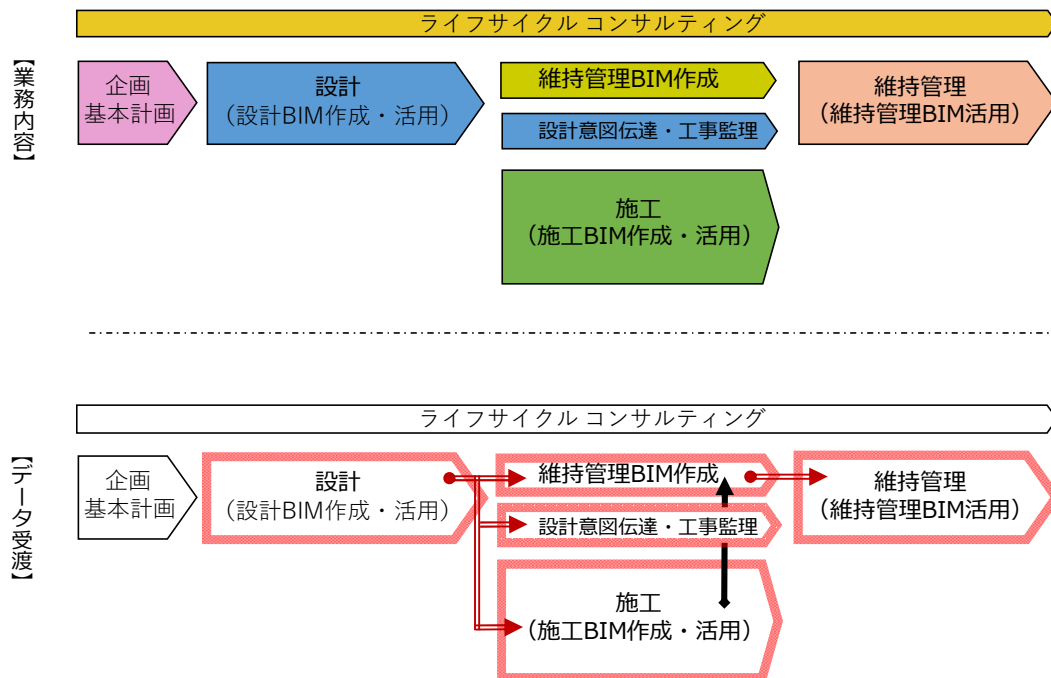 ライフサイクル コンサルティング
【業務内容】
企画
基本計画
設計
（設計BIM作成・活用）
維持管理BIM作成
設計意図伝達・工事監理
施工
（施工BIM作成・活用）
維持管理
（維持管理BIM活用）
ライフサイクル コンサルティング
【データ受渡】
企画
基本計画
設計
（設計BIM作成・活用）
維持管理BIM作成
設計意図伝達・工事監理
施工
（施工BIM作成・活用）
維持管理
（維持管理BIM活用）